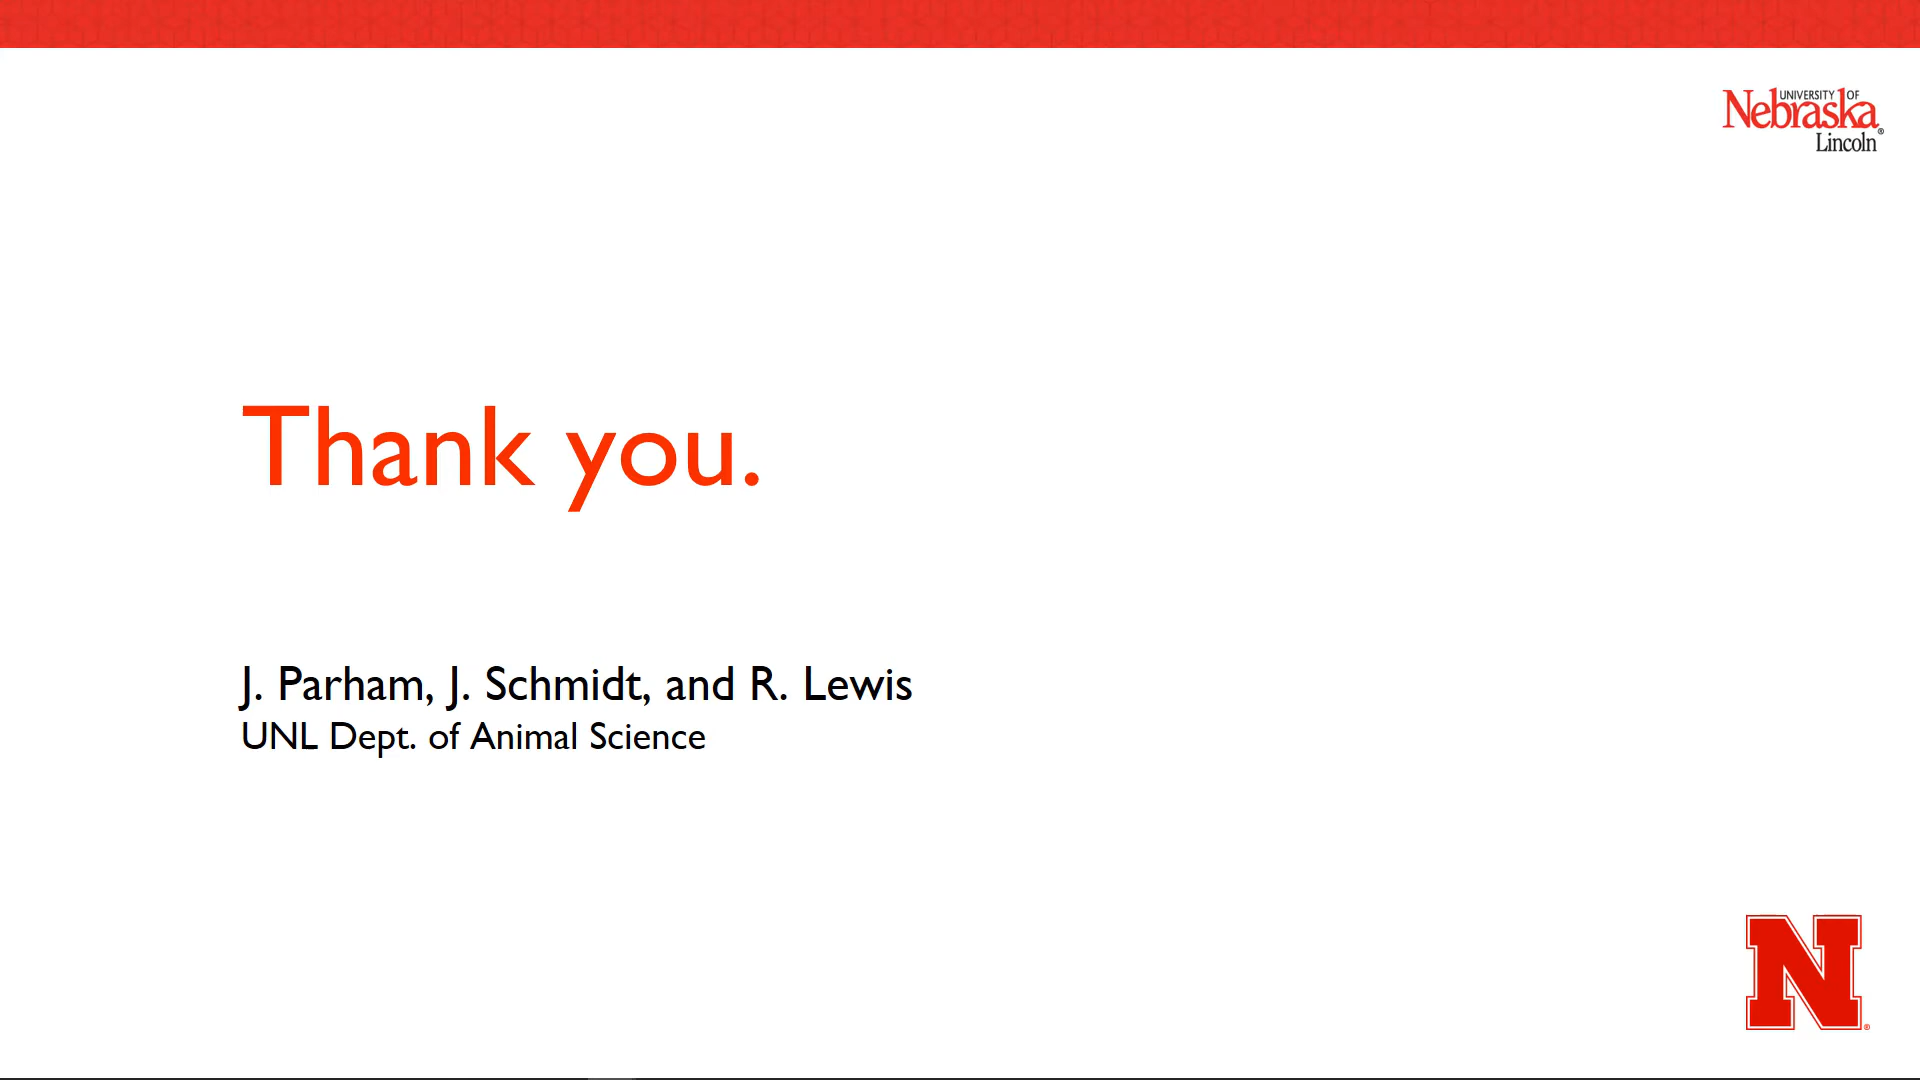 UNIVERSITY OF
Nebraska®
Lincoln
Thank you.
J. Parham, J. Schmidt, and R. Lewis
UNL Dept. of Animal Science
N®